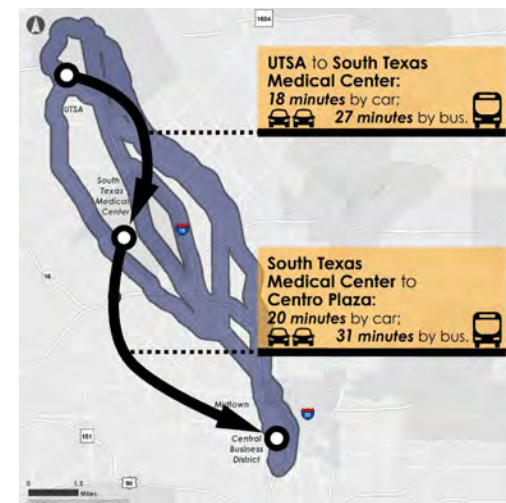 1604
UTSA to South Texas
Medical Center:
18 minutes by car;
27 minutes by bus.
UTSA
South
Texas
Medical
Center
10
South Texas
Medical Center to
Centro Plaza:
20 minutes by car;
31 minutes by bus.
16
Midtown
Central
Business
District
151
90
0 1.5
Miles